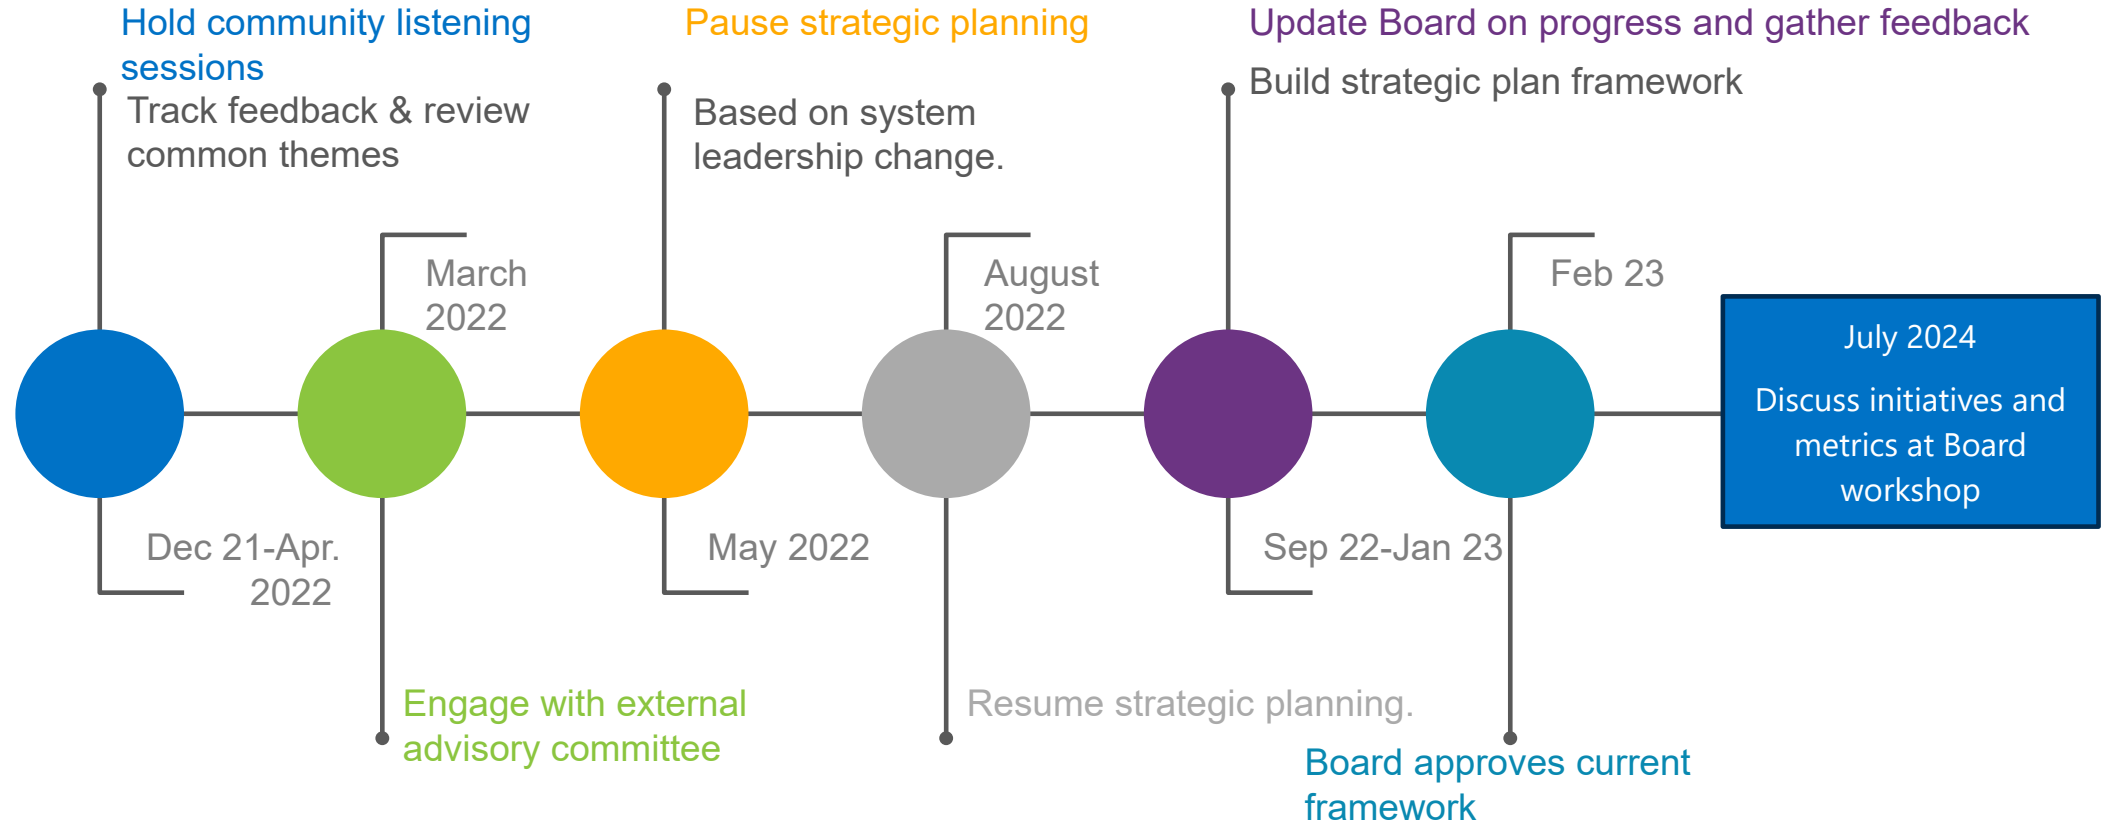 Hold community listening
sessions
Track feedback & review
common themes
Pause strategic planning
Based on system
leadership change.
Update Board on progress and gather feedback
Build strategic plan framework
March
2022
August
2022
Feb 23
July 2024
Discuss initiatives and
metrics at Board
workshop
Dec 21-Apr.
2022
May 2022
Sep 22-Jan 23
Engage with external
advisory committee
Resume strategic planning.
Board approves current
framework